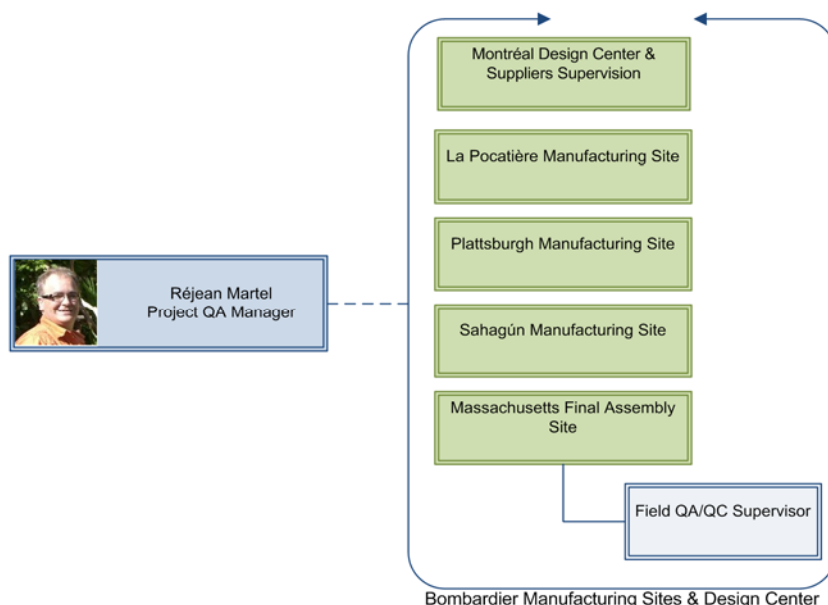 Montréal Design Center &
Suppliers Supervision
La Pocatière Manufacturing Site
Plattsburgh Manufacturing Site
Réjean Martel
Project QA Manager
Sahagún Manufacturing Site
Massachusetts Final Assembly
Site
Field QA/QC Supervisor
Bombardier Manufacturing Sites & Design Center